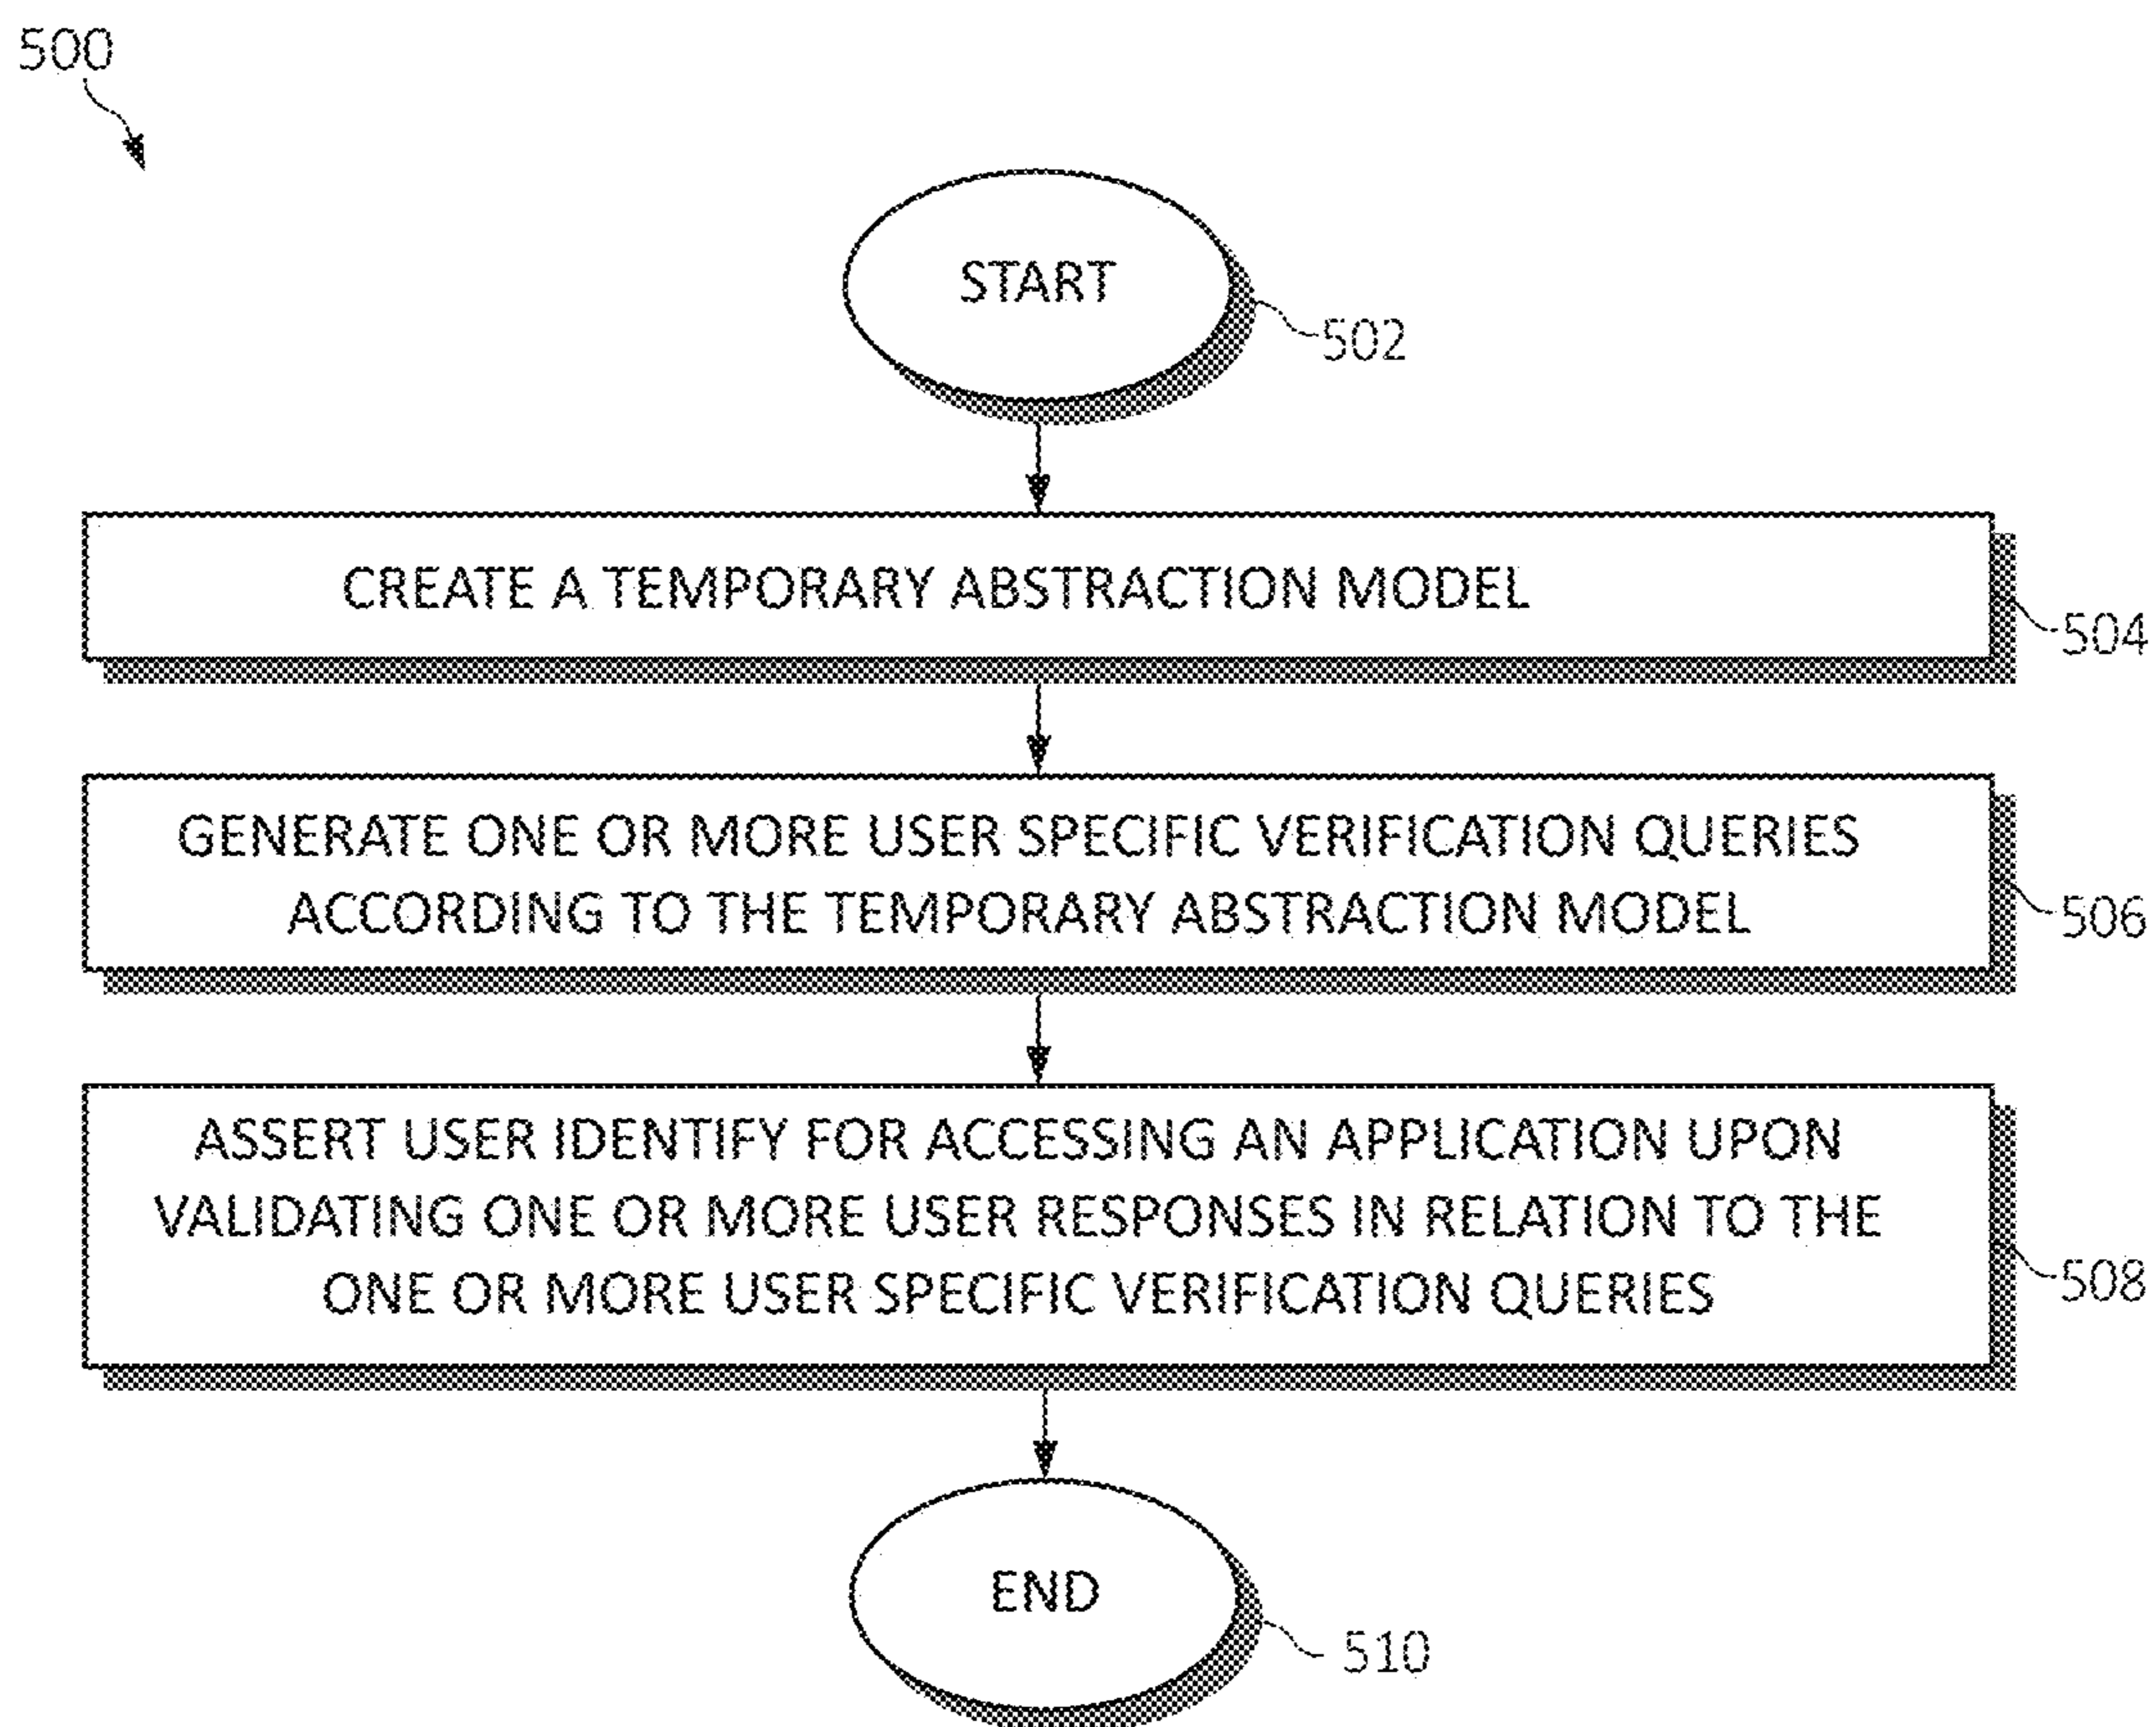 500
START
502
CREATE A TEMPORARY ABSTRACTION MODEL
504
GENERATE ONE OR MORE USER SPECIFIC VERIFICATION QUERIES
ACCORDING TO THE TEMPORARY ABSTRACTION MODEL
506
ASSERT USER IDENTIFY FOR ACCESSING AN APPLICATION UPON
VALIDATING ONE OR MORE USER RESPONSES IN RELATION TO THE
ONE OR MORE USER SPECIFIC VERIFICATION QUERIES
508
END
510